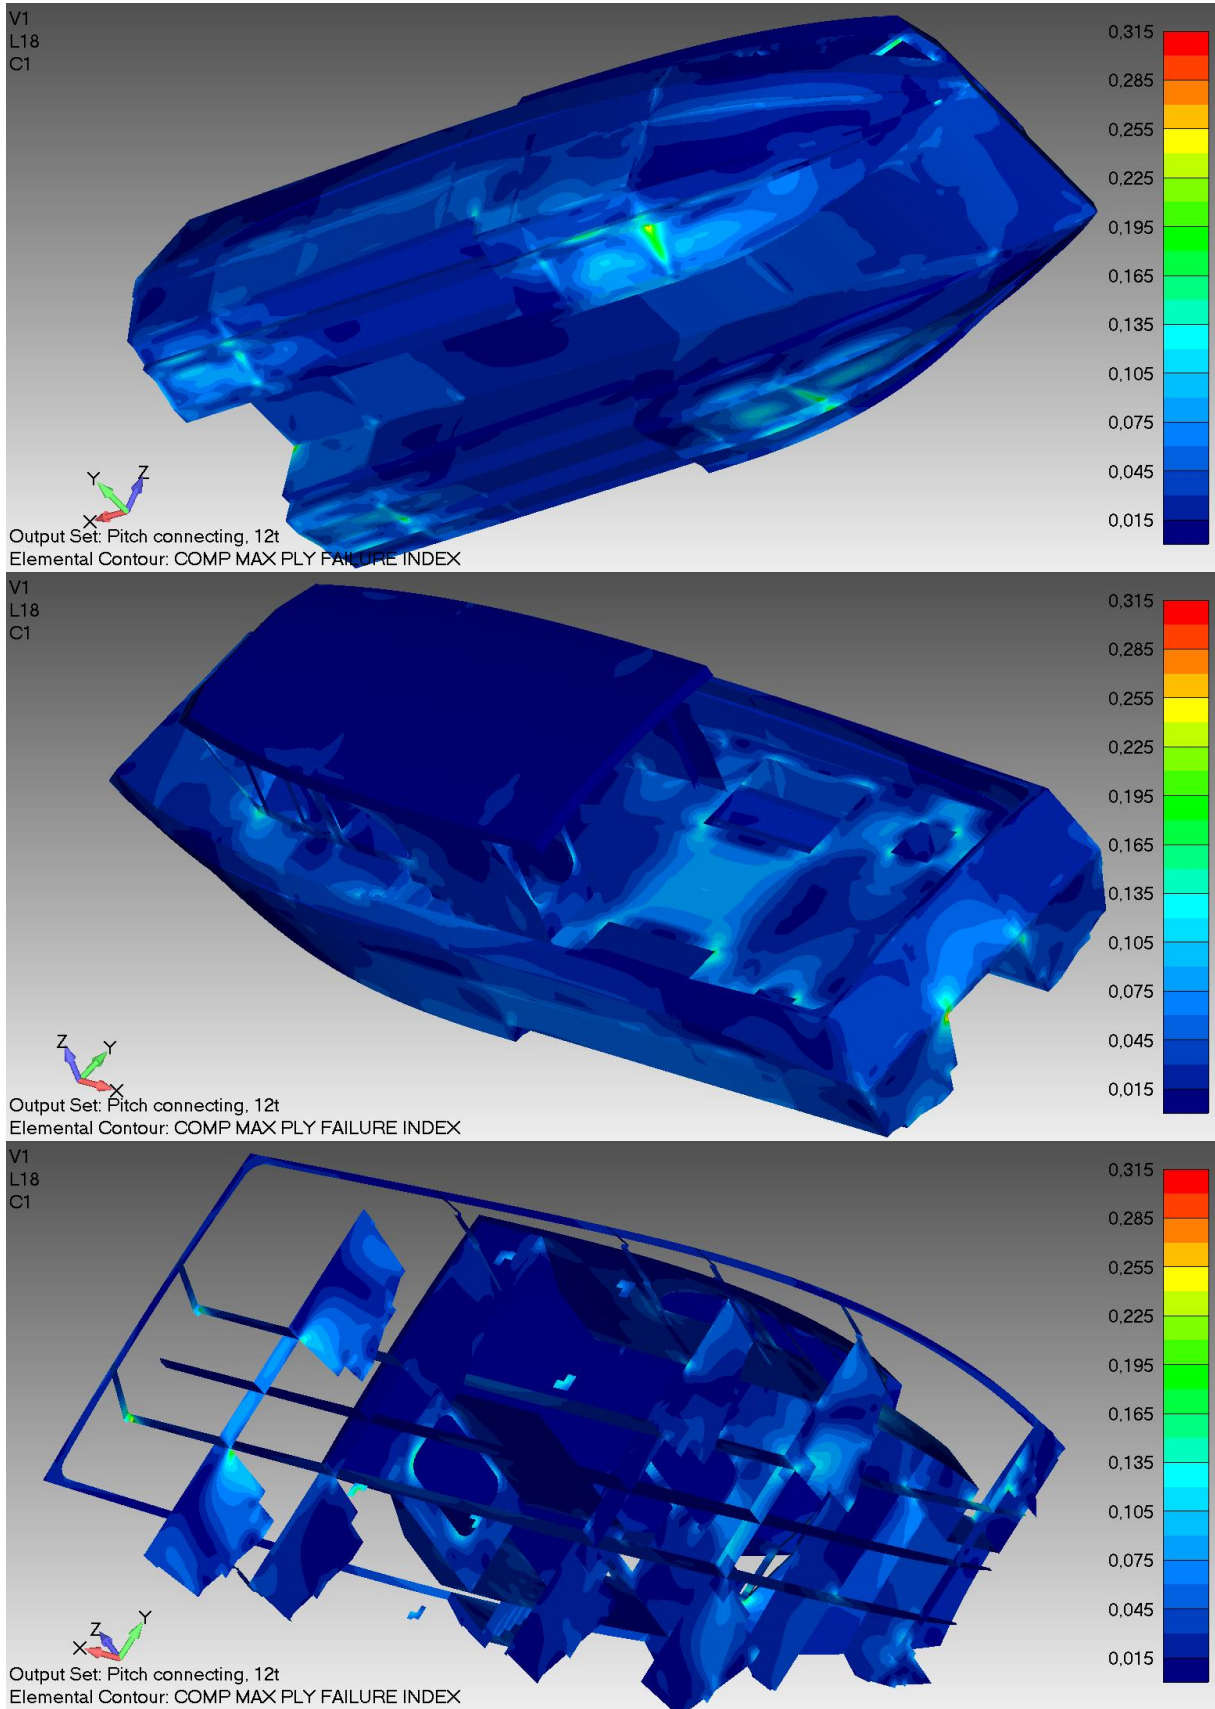 V1
L18
C1
0,315
0,285
0,255
0,225
0,195
0,165
0,135
0,105
0,075
0,045
0,015
Y
Z
X
Output Set: Pitch connecting, 12t
Elemental Contour: COMP MAX PLY FAILURE INDEX
V1
L18
C1
0,315
0,285
0,255
0,225
0,195
0,165
0,135
0,105
0,075
0,045
0,015
Z
Y
X
Output Set: Pitch connecting, 12t
Elemental Contour: COMP MAX PLY FAILURE INDEX
V1
L18
C1
0,315
0,285
0,255
0,225
0,195
0,165
0,135
0,105
0,075
0,045
0,015
Y
Z
X
Output Set: Pitch connecting, 12t
Elemental Contour: COMP MAX PLY FAILURE INDEX